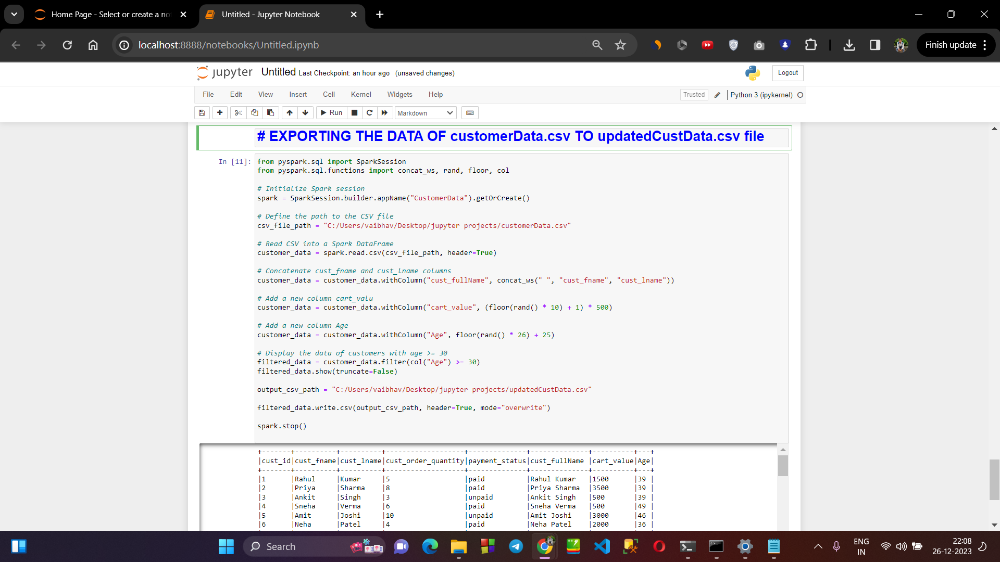 Home Page - Select or create a no
Untitled - Jupyter Notebook
localhost:8888/notebooks/Untitled.ipynb
Finish update
jupyter Untitled Last Checkpoint: an hour ago (unsaved changes)
Logout
File Edit View Insert Cell Kernel Widgets Help
Trusted
Python 3 (ipykernel)
Run
Markdown
# EXPORTING THE DATA OF customerData.csv TO updatedCustData.csv file
In [11]:
from pyspark.sql import SparkSession
from pyspark.sql.functions import concat_ws, rand, floor, col
# Initialize Spark session
spark = SparkSession.builder.appName("CustomerData").getOrCreate()
# Define the path to the CSV file
csv_file_path = "C:/Users/vaibhav/Desktop/jupyter projects/customerData.csv"
# Read CSV into a Spark DataFrame
customer_data = spark.read.csv(csv_file_path, header=True)
# Concatenate cust_fname and cust_lname columns
customer_data = customer_data.withColumn("cust_fullName", concat_ws(" ", "cust_fname", "cust_lname"))
# Add a new column cart_valu
customer_data = customer_data.withColumn("cart_value", (floor(rand() * 10) + 1) * 500)
# Add a new column Age
customer_data = customer_data.withColumn("Age", floor(rand() * 26) + 25)
# Display the data of customers with age >= 30
filtered_data = customer_data.filter(col("Age") >= 30)
filtered_data.show(truncate=False)
output_csv_path = "C:/Users/vaibhav/Desktop/jupyter projects/updatedCustData.csv"
filtered_data.write.csv(output_csv_path, header=True, mode="overwrite")
spark.stop()
+-------+----------+----------+-------------------+--------------+--------------+----------+---+
|cust_id|cust_fname|cust_lname|cust_order_quantity|payment_status|cust_fullName |cart_value|Age|
+-------+----------+----------+-------------------+--------------+--------------+----------+---+
|1      |Rahul     |Kumar     |5                  |paid          |Rahul Kumar   |1500      |39 |
|2      |Priya     |Sharma    |8                  |paid          |Priya Sharma  |3500      |39 |
|3      |Ankit     |Singh     |3                  |unpaid        |Ankit Singh   |500       |39 |
|4      |Sneha     |Verma     |6                  |paid          |Sneha Verma   |500       |49 |
|5      |Amit      |Joshi     |10                 |unpaid        |Amit Joshi    |3000      |46 |
|6      |Neha      |Patel     |4                  |paid          |Neha Patel    |2000      |36 |
Search
ENG
IN
22:08
26-12-2023